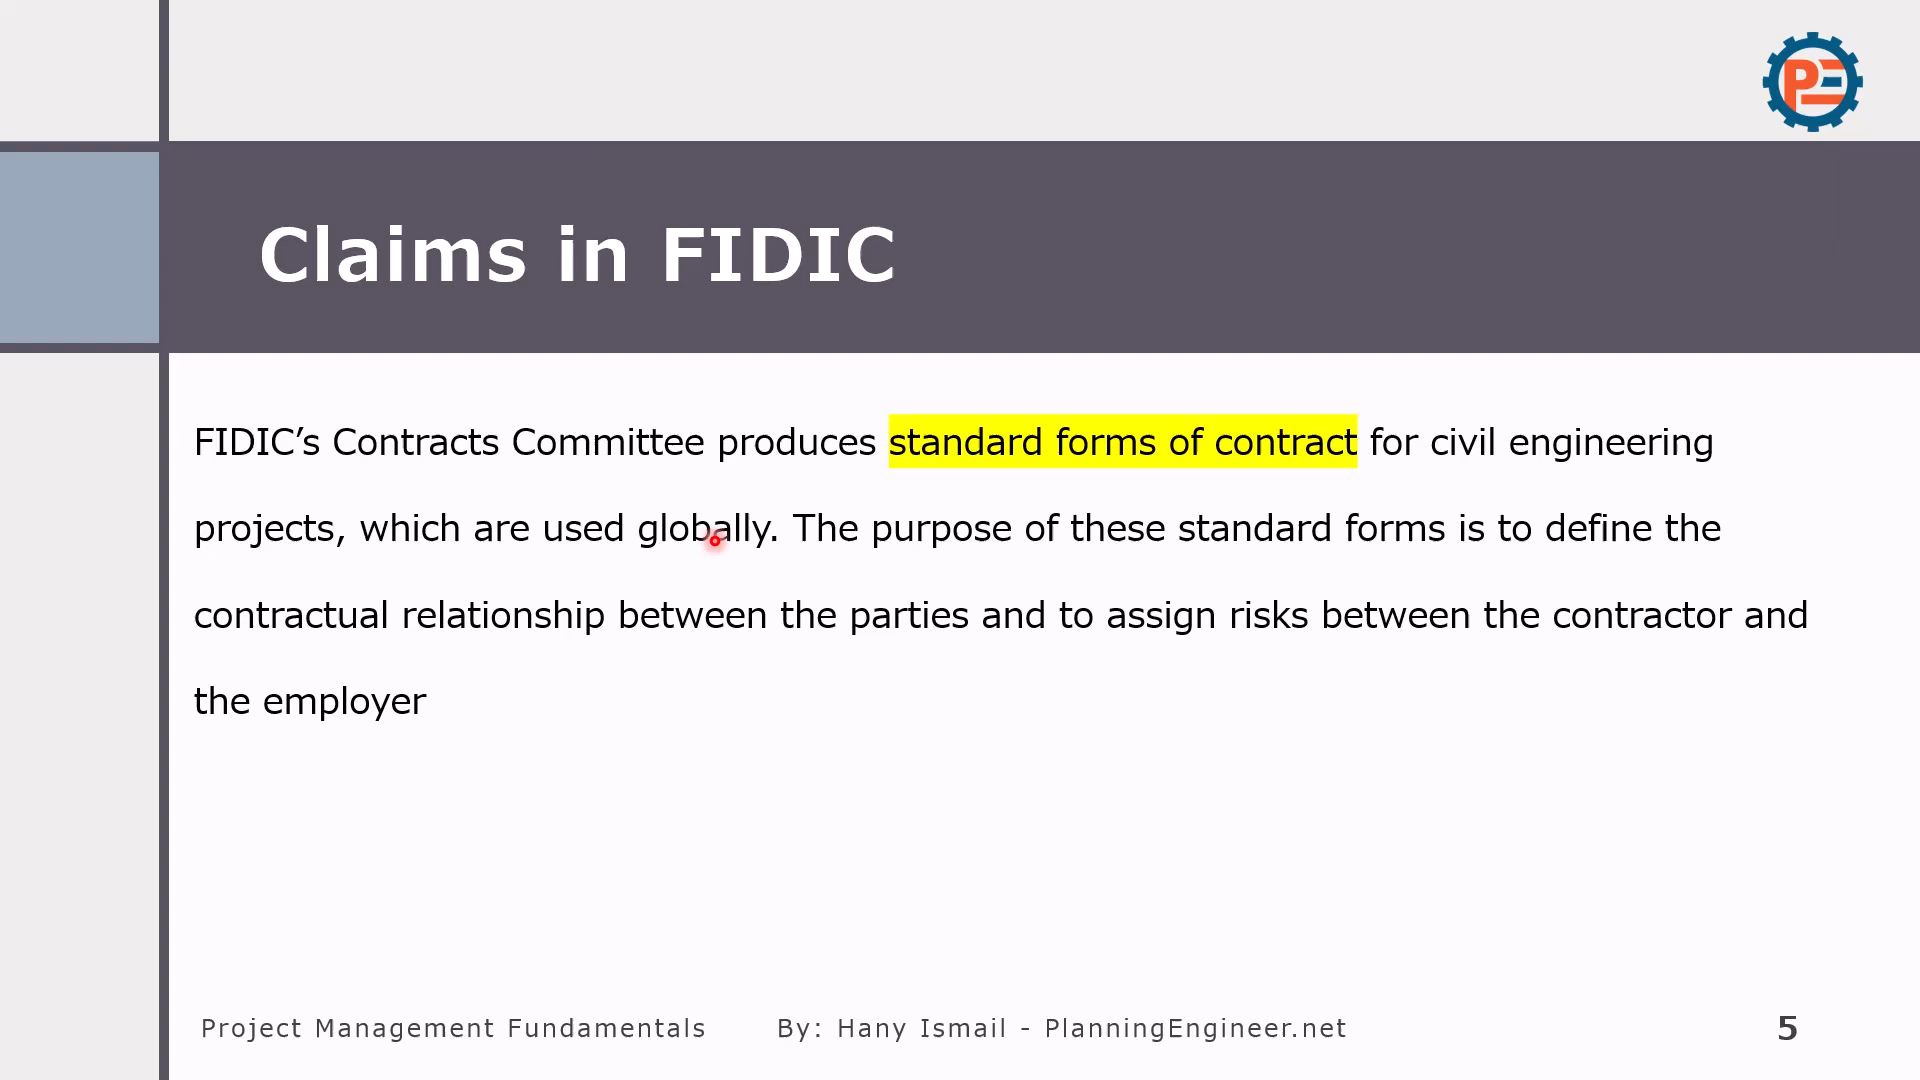 PE
Claims in FIDIC
FIDIC’s Contracts Committee produces standard forms of contract for civil engineering
projects, which are used globally. The purpose of these standard forms is to define the
contractual relationship between the parties and to assign risks between the contractor and
the employer
Project Management Fundamentals By: Hany Ismail - PlanningEngineer.net 5